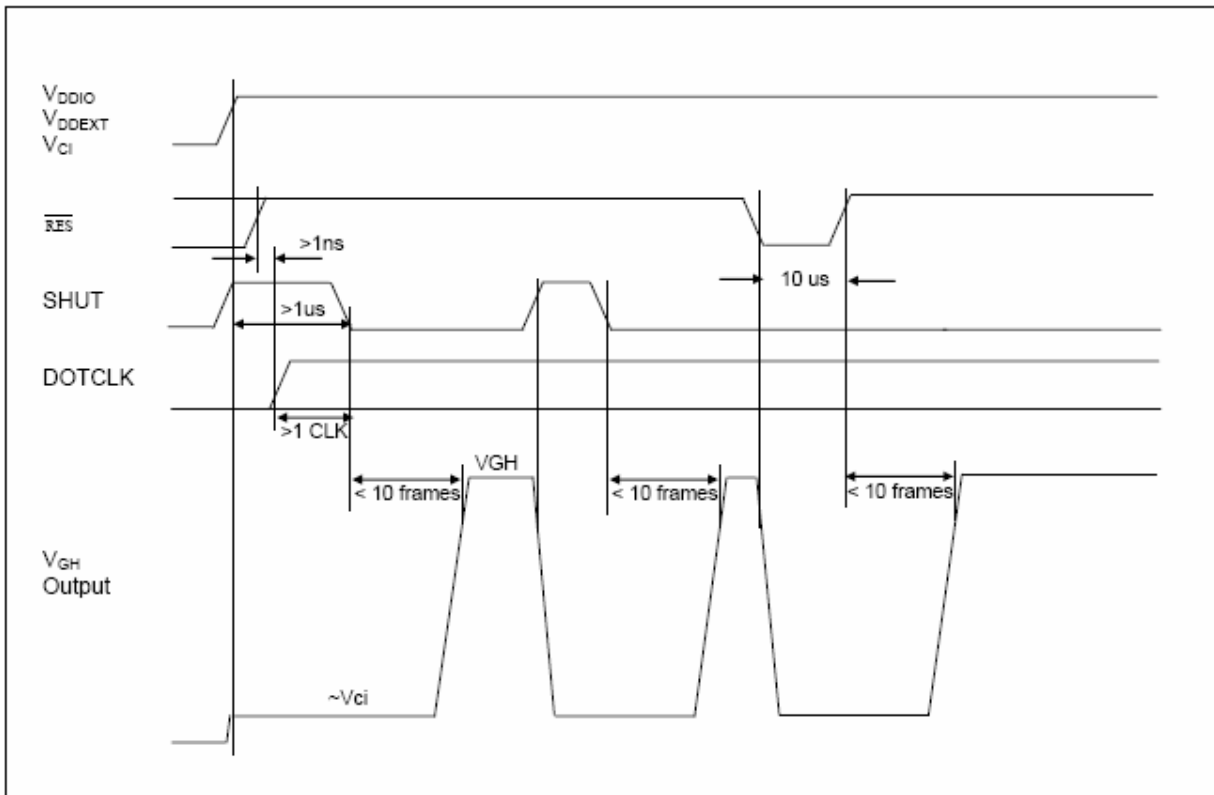 VDDIO
VDDEXT
VCI
RES
>1ns
10 us
SHUT
>1us
DOTCLK
>1 CLK
VGH
< 10 frames
< 10 frames
< 10 frames
VGH
Output
~Vci